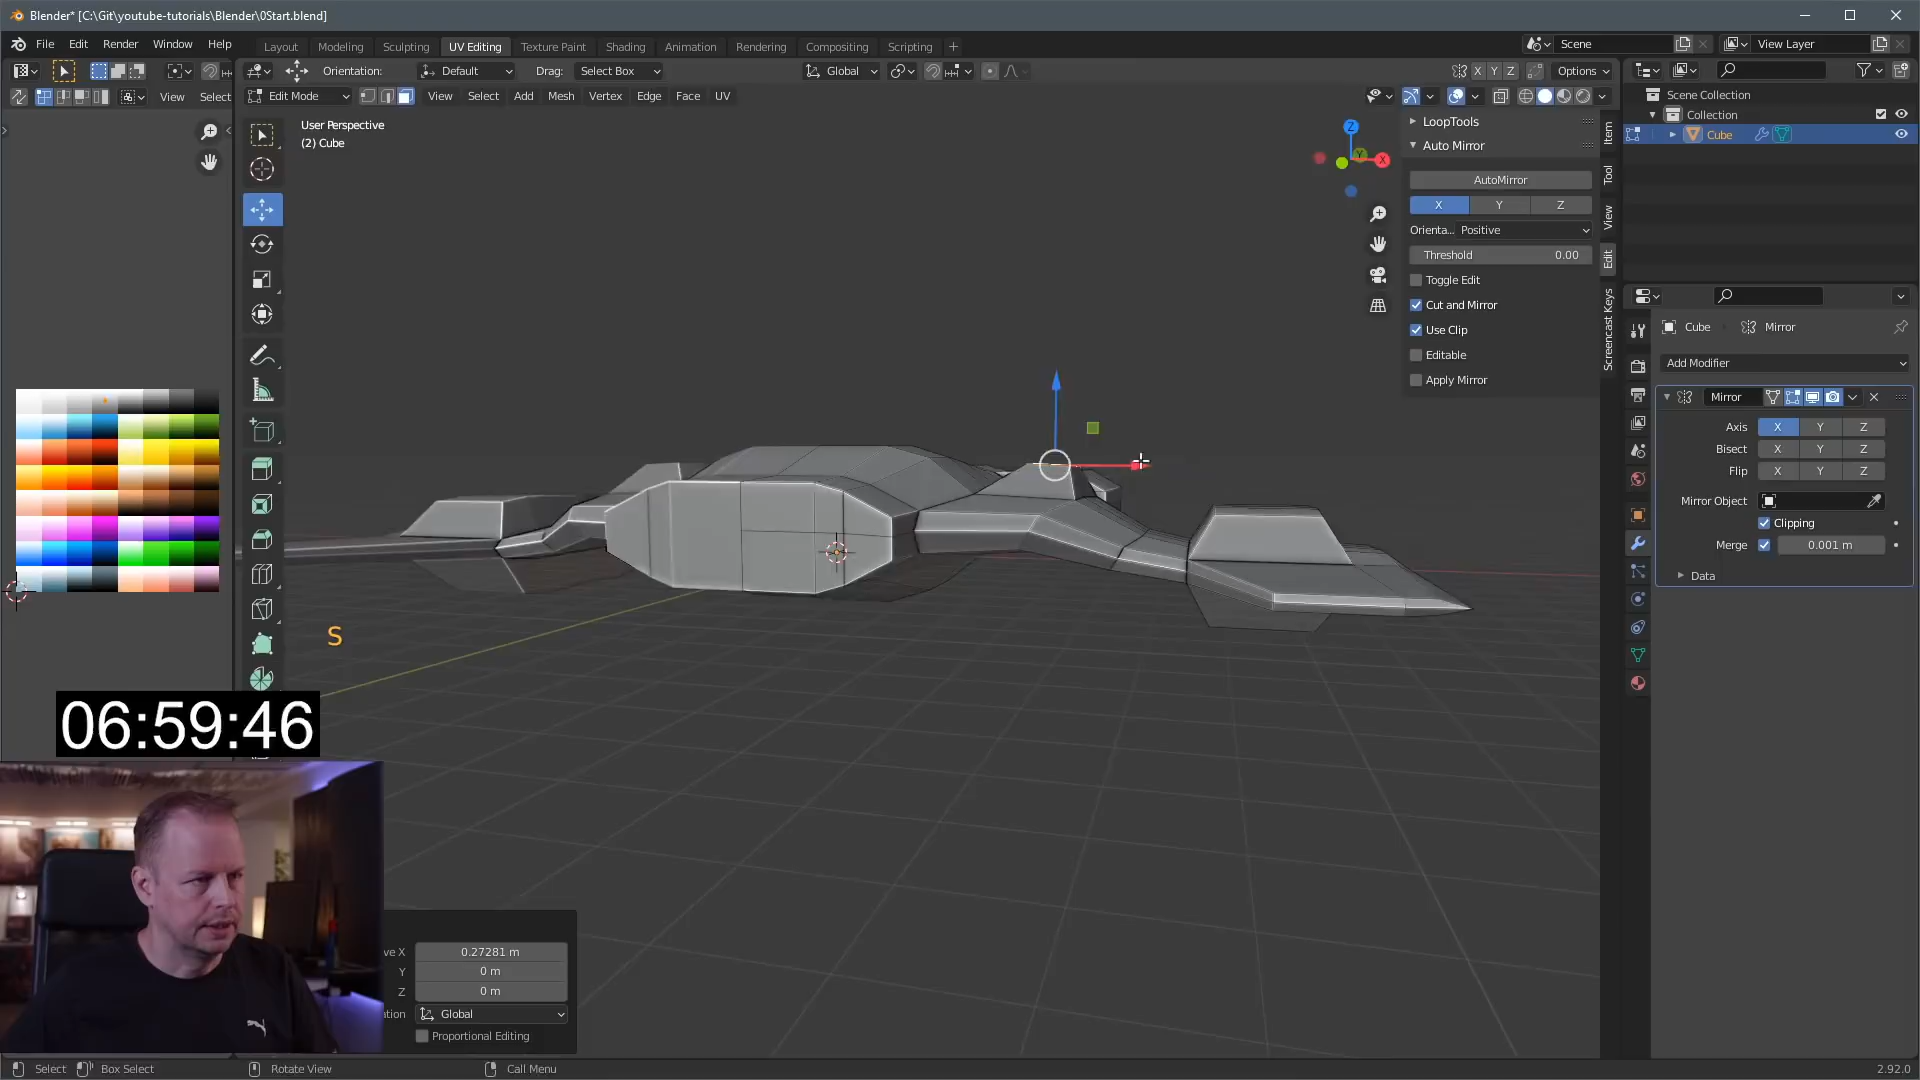 Blender* [C:\Git\youtube-tutorials\Blender\0Start.blend]
File Edit Render Window Help
Layout Modeling Sculpting UV Editing Texture Paint Shading Animation Rendering Compositing Scripting +
Scene
View Layer
Orientation: Default Drag: Select Box
Global
X Y Z Options
View Select
Edit Mode View Select Add Mesh Vertex Edge Face UV
User Perspective
(2) Cube
Z
Y
X
LoopTools
Auto Mirror
AutoMirror
X Y Z
Orienta... Positive
Threshold 0.00
Toggle Edit
Cut and Mirror
Use Clip
Editable
Apply Mirror
Item
Tool
View
Edit
Screencast Keys
Scene Collection
Collection
Cube
Cube Mirror
Add Modifier
Mirror
Axis X Y Z
Bisect X Y Z
Flip X Y Z
Mirror Object
Clipping
Merge 0.001 m
Data
S
06:59:46
ve X 0.27281 m
Y 0 m
Z 0 m
ation Global
Proportional Editing
Select Box Select Rotate View Call Menu
2.92.0